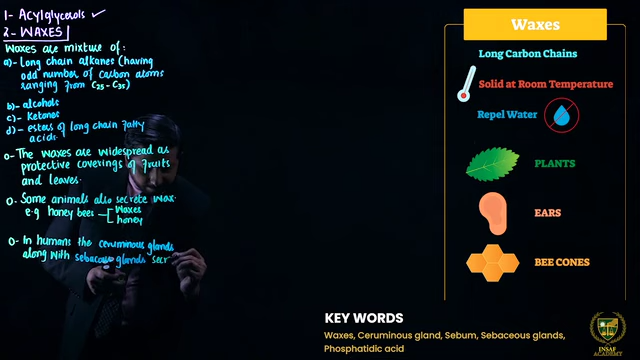 1- Acylglycerols ✓
2- WAXES
Waxes are mixture of:
a)- Long chain alkanes (having
odd number of carbon atoms
ranging from C25-C35)
b)- alcohols
c)- Ketones
d)- esters of long chain fatty
acids.
o- The waxes are widespread as
protective coverings of fruits
and leaves.
o- Some animals also secrete wax.
e.g honey bees - Waxes
honey
o- In humans the ceruminous glands
along with sebaceous glands secr
Waxes
Long Carbon Chains
Solid at Room Temperature
Repel Water
PLANTS
EARS
BEE CONES
KEY WORDS
Waxes, Ceruminous gland, Sebum, Sebaceous glands,
Phosphatidic acid
INSAF
ACADEMY